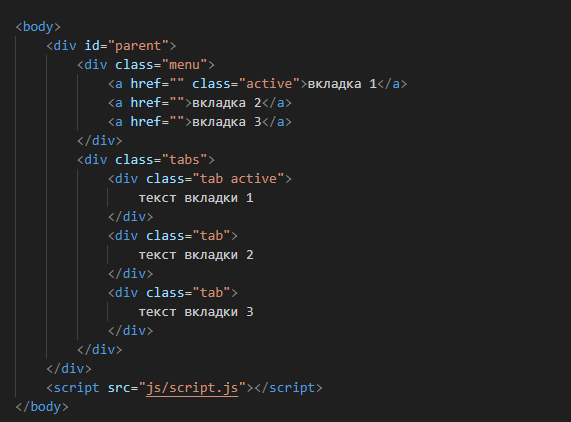 <body>
<div id="parent">
<div class="menu">
<a href="" class="active">вкладка 1</a>
<a href="">вкладка 2</a>
<a href="">вкладка 3</a>
</div>
<div class="tabs">
<div class="tab active">
текст вкладки 1
</div>
<div class="tab">
текст вкладки 2
</div>
<div class="tab">
текст вкладки 3
</div>
</div>
</div>
<script src="js/script.js"></script>
</body>